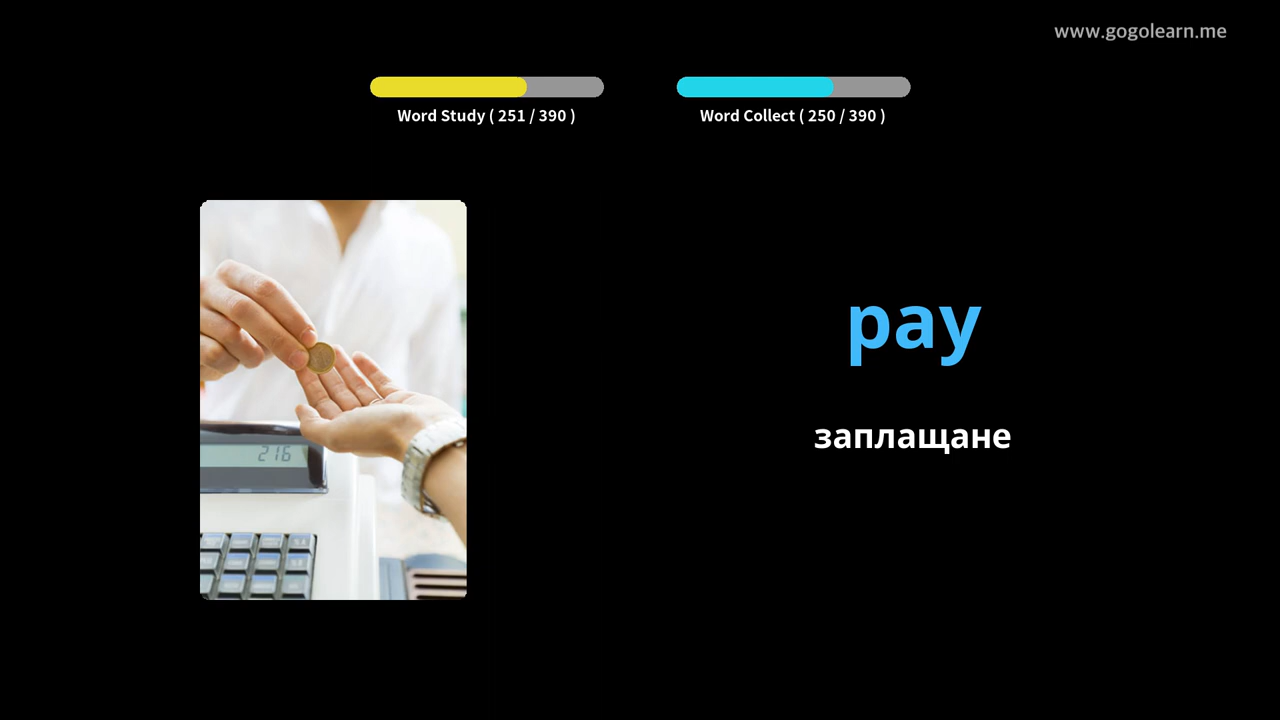 www.gogolearn.me
Word Study ( 251 / 390 )
Word Collect ( 250 / 390 )
216
pay
заплащане